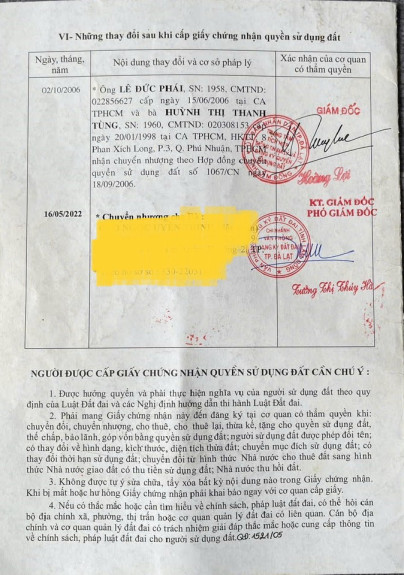 VI- Những thay đổi sau khi cấp giấy chứng nhận quyền sử dụng đất
Ngày, tháng, năm
Nội dung thay đổi và cơ sở pháp lý
Xác nhận của cơ quan có thẩm quyền
02/10/2006
* Ông LÊ ĐỨC PHÁI, SN: 1958, CMTND:
022856627 cấp ngày 15/06/2006 tại CA
TPHCM và bà HUỲNH THỊ THANH
TÙNG, SN: 1960, CMTND: 020308153
20/01/1998 tại CA TPHCM, HKTT: 8
Phan Xích Long, P.3, Q. Phú Nhuận, TPHCM
nhận chuyển nhượng theo Hợp đồng chuyển
quyền sử dụng đất số 1067/CN ngày
18/09/2006.
GIÁM ĐỐC
Hoàng Lợi
16/05/2022
* Chuyển nhượng
KT. GIÁM ĐỐC
PHÓ GIÁM ĐỐC
CHI NHÁNH
VĂN PHÒNG
ĐĂNG KÝ ĐẤT ĐAI
TP. ĐÀ LẠT
Trương Thị Thúy Hà
NGƯỜI ĐƯỢC CẤP GIẤY CHỨNG NHẬN QUYỀN SỬ DỤNG ĐẤT CẦN CHÚ Ý :
1. Được hưởng quyền và phải thực hiện nghĩa vụ của người sử dụng đất theo quy
định của Luật Đất đai và các Nghị định hướng dẫn thi hành Luật Đất đai.
2. Phải mang Giấy chứng nhận này đến đăng ký tại cơ quan có thẩm quyền khi:
chuyển đổi, chuyển nhượng, cho thuê, cho thuê lại, thừa kế, tặng cho quyền sử dụng đất,
thế chấp, bảo lãnh, góp vốn bằng quyền sử dụng đất; người sử dụng đất được phép đổi tên;
có thay đổi về hình dạng, kích thước, diện tích thửa đất; chuyển mục đích sử dụng đất; có
thay đổi thời hạn sử dụng đất; chuyển đổi từ hình thức Nhà nước cho thuê đất sang hình
thức Nhà nước giao đất có thu tiền sử dụng đất; Nhà nước thu hồi đất.
3. Không được tự sửa chữa, tẩy xóa bất kỳ nội dung nào trong Giấy chứng nhận.
Khi bị mất hoặc hư hỏng Giấy chứng nhận phải khai báo ngay với cơ quan cấp giấy.
4. Nếu có thắc mắc hoặc cần tìm hiểu về chính sách, pháp luật đất đai, có thể hỏi cán
bộ địa chính xã, phường, thị trấn hoặc cơ quan quản lý đất đai có liên quan. Cán bộ địa
chính và cơ quan quản lý đất đai có trách nhiệm giải đáp thắc mắc hoặc cung cấp thông tin
về chính sách, pháp luật đất đai cho người sử dụng đất.